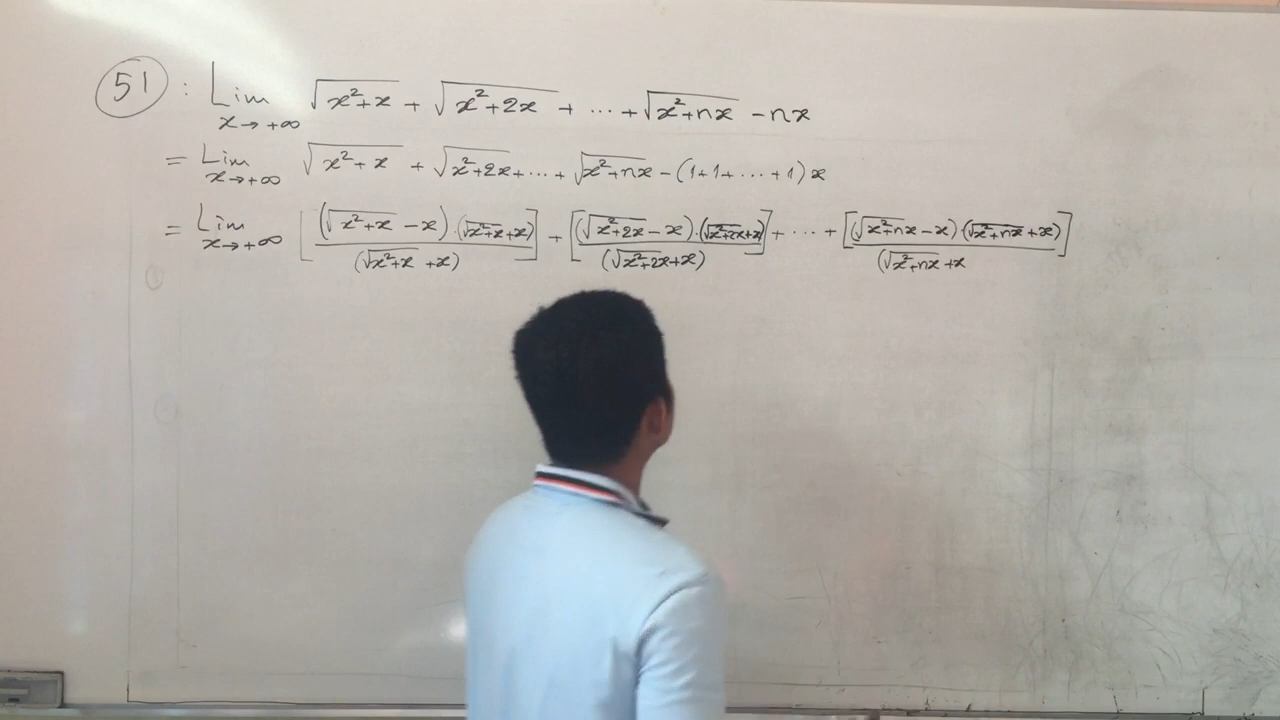 51 : Lim x→+∞ √(x²+x) + √(x²+2x) + ... + √(x²+nx) - nx
= Lim x→+∞ √(x²+x) + √(x²+2x) + ... + √(x²+nx) - (1+1+...+1)x
= Lim x→+∞ [(√(x²+x) - x)·(√(x²+x)+x)]/(√(x²+x)+x) + [(√(x²+2x) - x)·(√(x²+2x)+x)]/(√(x²+2x)+x) + ... + [(√(x²+nx) - x)·(√(x²+nx)+x)]/(√(x²+nx)+x